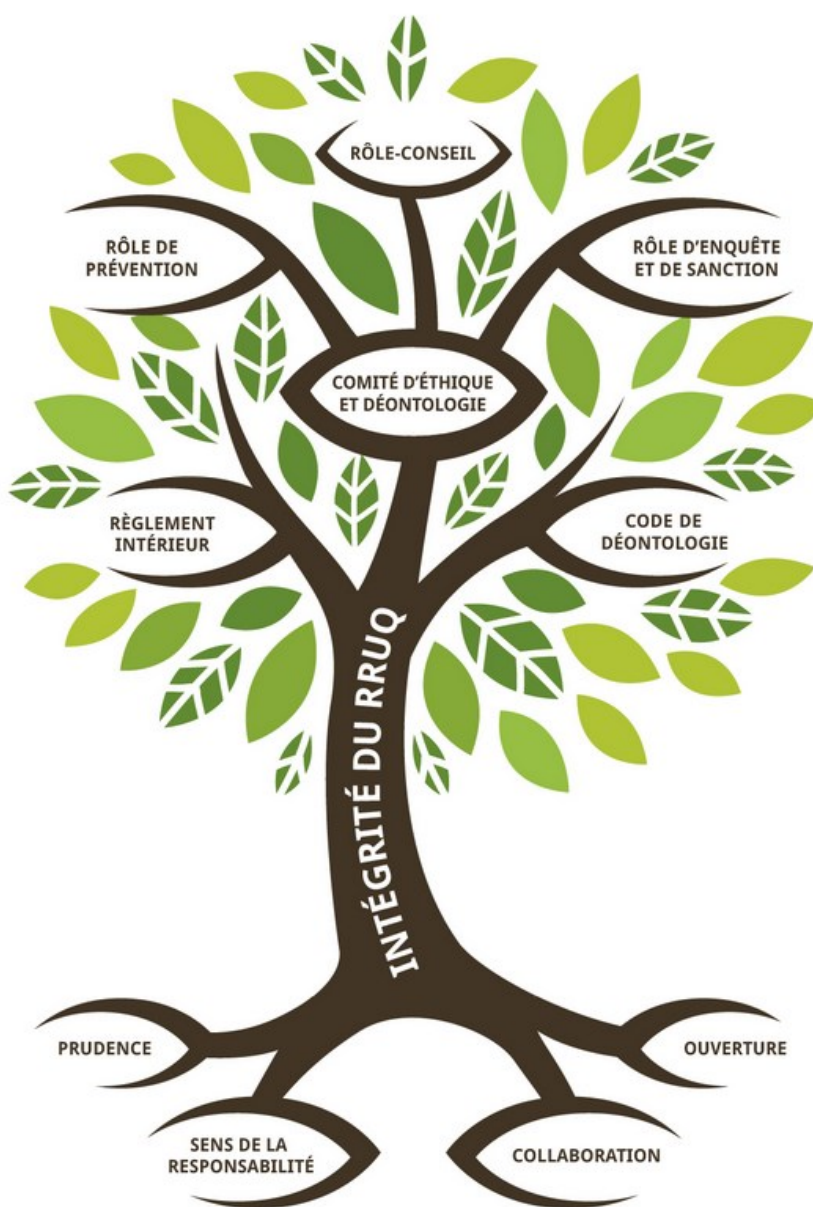 RÔLE-CONSEIL
RÔLE DE
PRÉVENTION
RÔLE D'ENQUÊTE
ET DE SANCTION
COMITÉ D'ÉTHIQUE
ET DÉONTOLOGIE
RÈGLEMENT
INTÉRIEUR
CODE DE
DÉONTOLOGIE
INTÉGRITÉ DU RRUQ
PRUDENCE
OUVERTURE
SENS DE LA
RESPONSABILITÉ
COLLABORATION